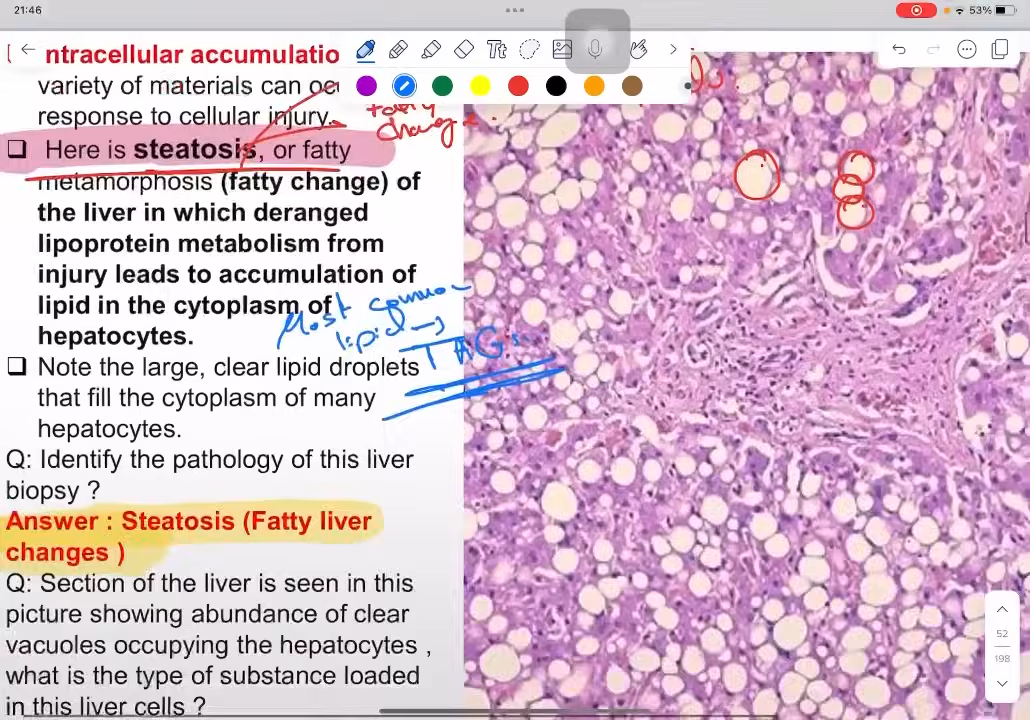 21:46
53%
Tt
ntracellular accumulatio
variety of materials can oc
response to cellular injury.
fatty
change.
Here is steatosis, or fatty
metamorphosis (fatty change) of
the liver in which deranged
lipoprotein metabolism from
injury leads to accumulation of
lipid in the cytoplasm of
hepatocytes.
Most common
lipid →
TAGs
Note the large, clear lipid droplets
that fill the cytoplasm of many
hepatocytes.
Q: Identify the pathology of this liver
biopsy ?
Answer : Steatosis (Fatty liver
changes )
Q: Section of the liver is seen in this
picture showing abundance of clear
vacuoles occupying the hepatocytes ,
what is the type of substance loaded
in this liver cells ?
52
198